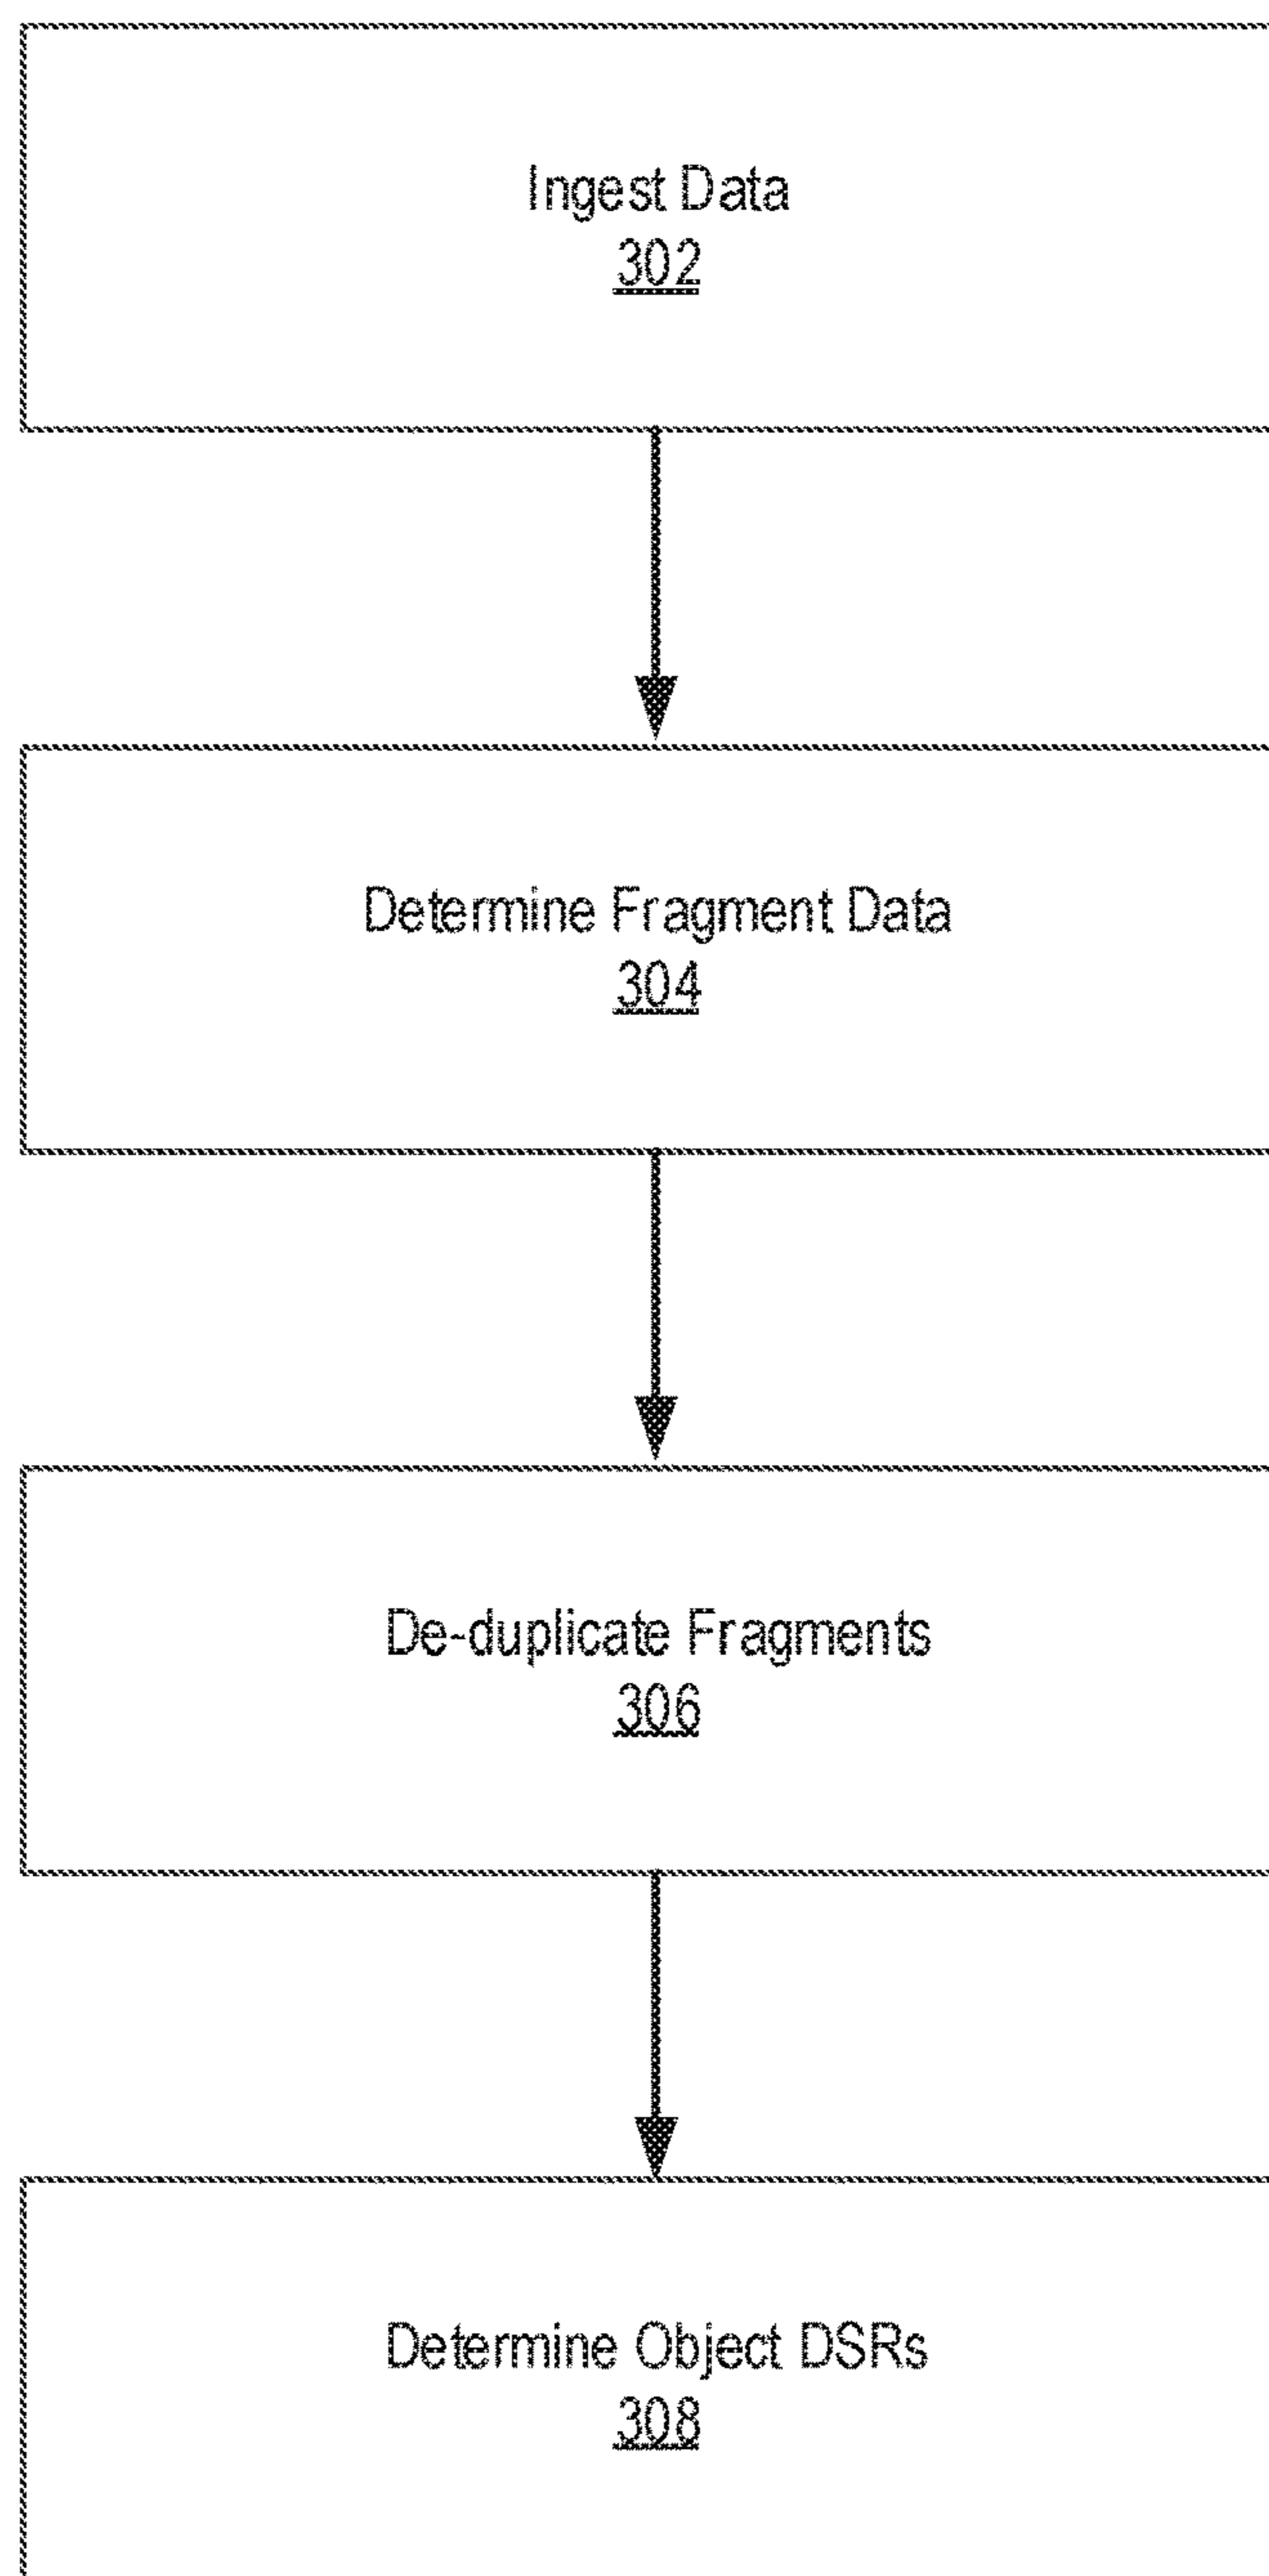 Ingest Data
302
Determine Fragment Data
304
De-duplicate Fragments
306
Determine Object DSRs
308